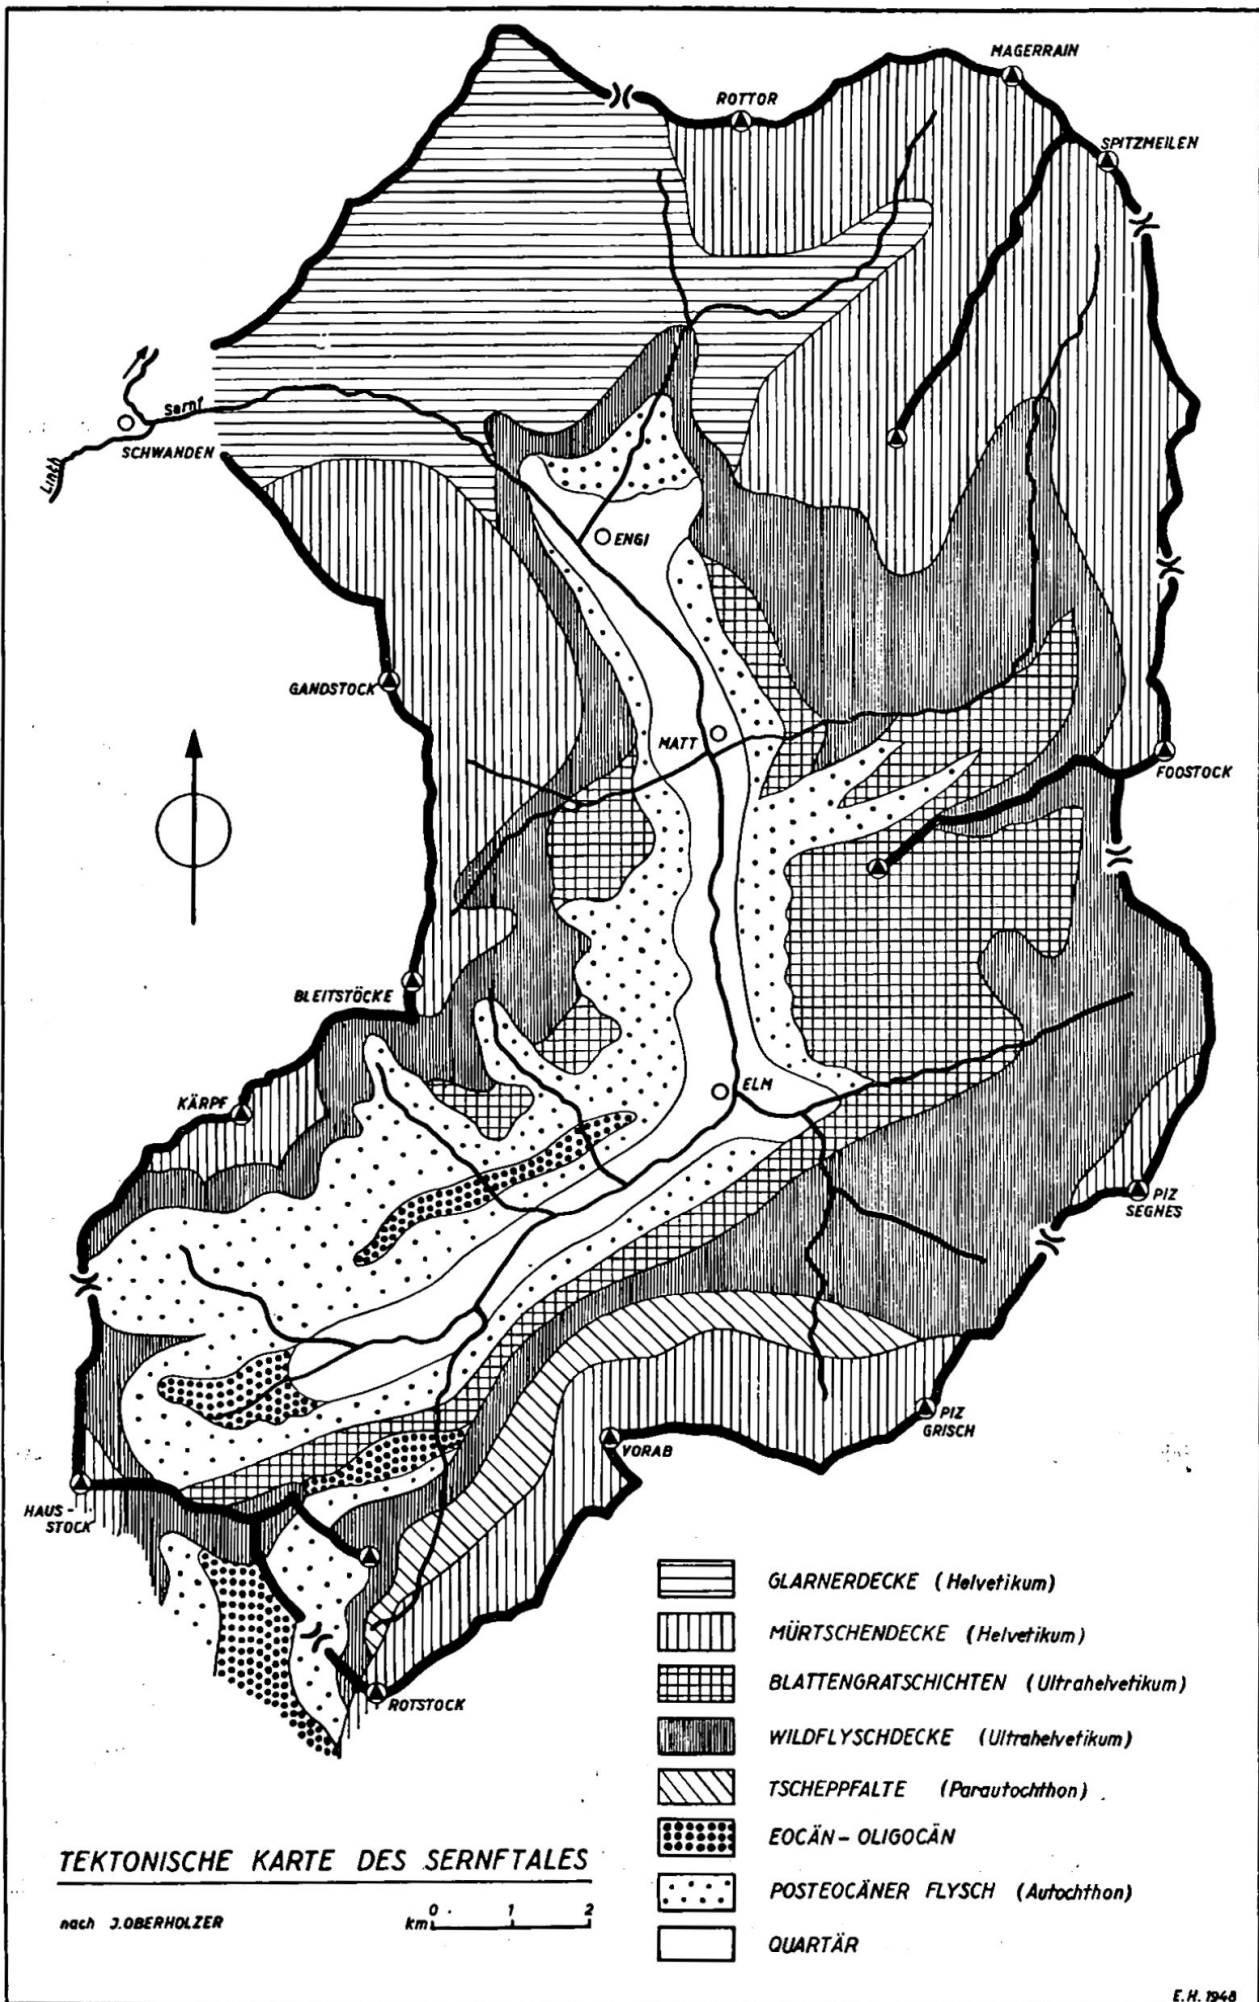 MAGERRAIN
ROTTOR
SPITZMEILEN
Sernf
SCHWANDEN
Linth
ENGI
GANDSTOCK
MATT
FOOSTOCK
BLEITSTÖCKE
ELM
KÄRPF
PIZ
SEGNES
PIZ
GRISCH
VORAB
HAUS-
STOCK
ROTSTOCK
GLARNERDECKE (Helvetikum)
MÜRTSCHENDECKE (Helvetikum)
BLATTENGRATSCHICHTEN (Ultrahelvetikum)
WILDFLYSCHDECKE (Ultrahelvetikum)
TSCHEPPFALTE (Parautochthon)
EOCÄN - OLIGOCÄN
POSTEOCÄNER FLYSCH (Autochthon)
QUARTÄR
TEKTONISCHE KARTE DES SERNFTALES
nach J. OBERHOLZER
km 0 1 2
E.H. 1948